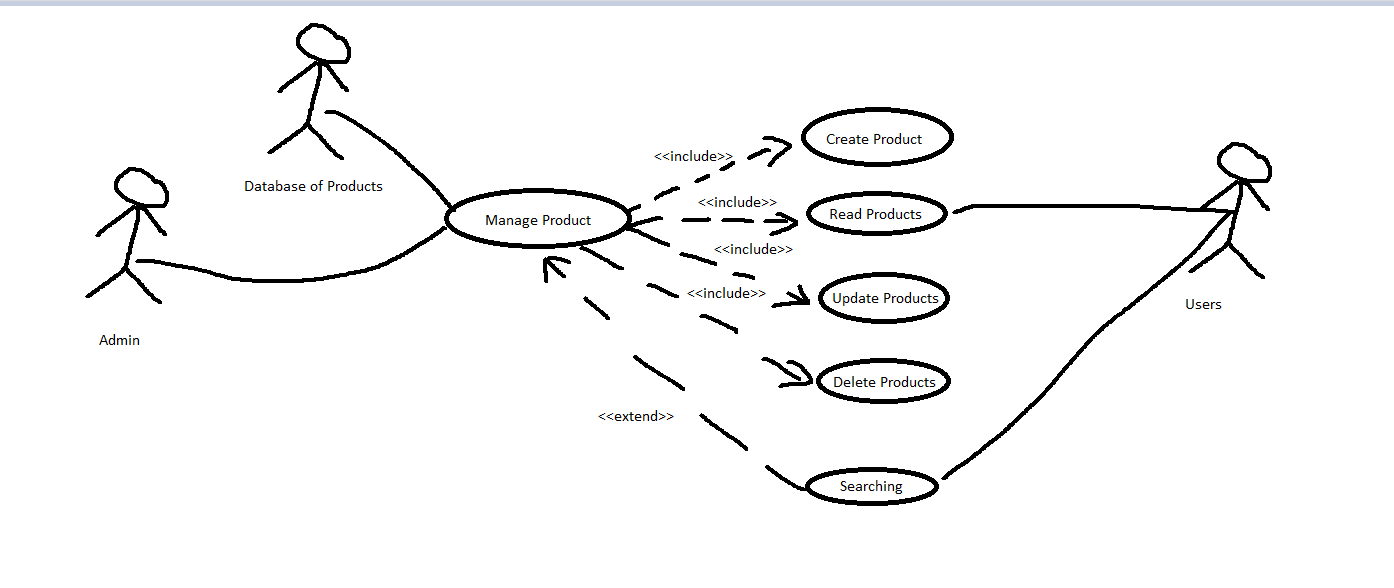 Create Product
<<include>>
Database of Products
<<include>>
Manage Product
Read Products
<<include>>
<<include>>
Update Products
Users
Admin
Delete Products
<<extend>>
Searching